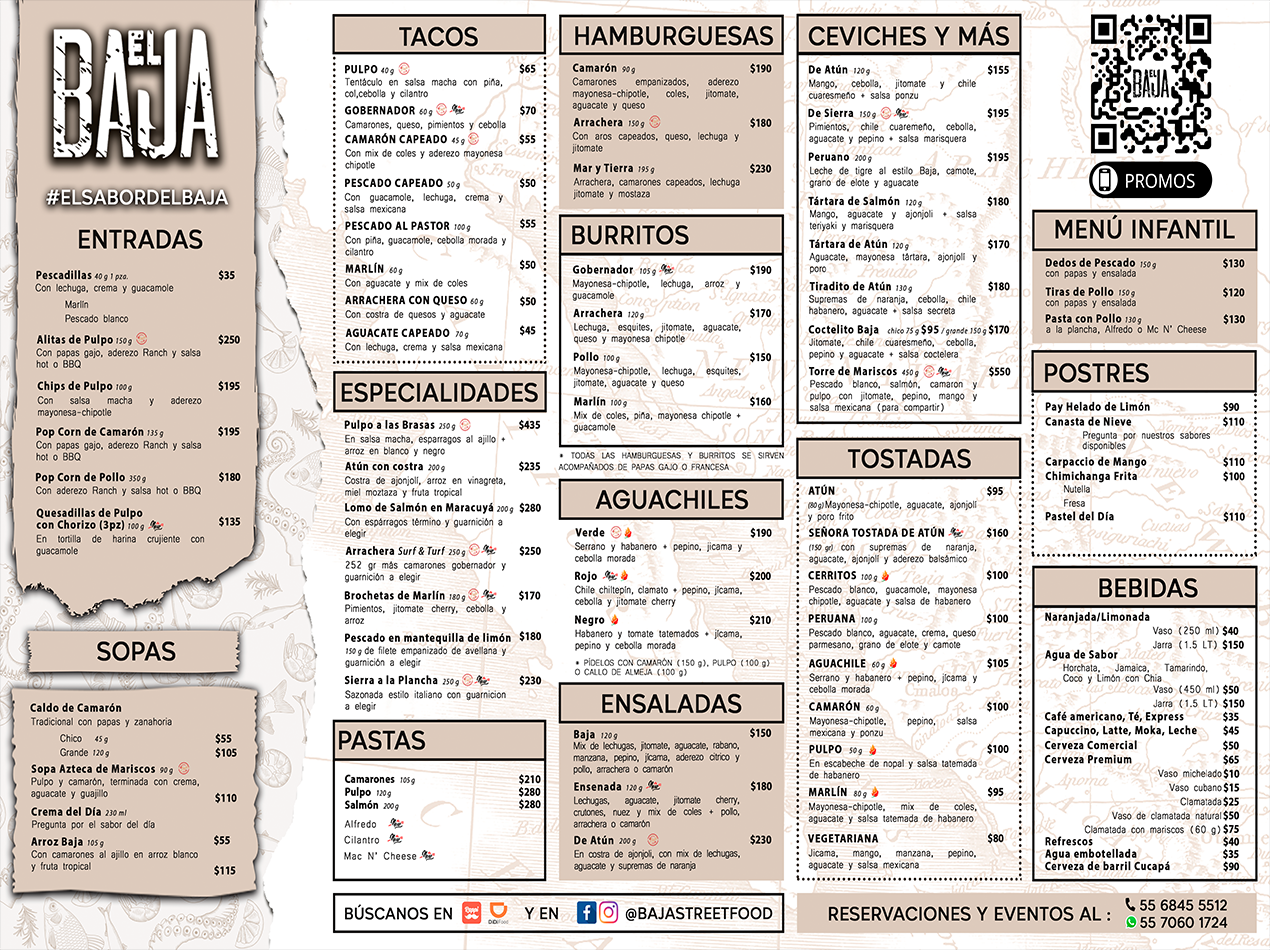 EL
BAJA
#ELSABORDELBAJA
ENTRADAS
Pescadillas 40 g 1 pza. $35
Con lechuga, crema y guacamole
Marlín
Pescado blanco
Alitas de Pulpo 150 g $250
Con papas gajo, aderezo Ranch y salsa
hot o BBQ
Chips de Pulpo 100 g $195
Con salsa macha y aderezo
mayonesa-chipotle
Pop Corn de Camarón 135 g $195
Con papas gajo, aderezo Ranch y salsa
hot o BBQ
Pop Corn de Pollo 350 g $180
Con aderezo Ranch y salsa hot o BBQ
Quesadillas de Pulpo
con Chorizo (3pz) 100 g $135
En tortilla de harina crujiente con
guacamole
SOPAS
Caldo de Camarón
Tradicional con papas y zanahoria
Chico 45 g $55
Grande 120 g $105
Sopa Azteca de Mariscos 90 g
Pulpo y camarón, terminada con crema,
aguacate y guajillo $110
Crema del Día 230 ml
Pregunta por el sabor del día
Arroz Baja 105 g $55
Con camarones al ajillo en arroz blanco
y fruta tropical $115
TACOS
PULPO 40 g $65
Tentáculo en salsa macha con piña,
col,cebolla y cilantro
GOBERNADOR 60 g $70
Camarones, queso, pimientos y cebolla
CAMARÓN CAPEADO 45 g $55
Con mix de coles y aderezo mayonesa
chipotle
PESCADO CAPEADO 50 g $50
Con guacamole, lechuga, crema y
salsa mexicana
PESCADO AL PASTOR 100 g $55
Con piña, guacamole, cebolla morada y
cilantro
MARLÍN 60 g $50
Con aguacate y mix de coles
ARRACHERA CON QUESO 60 g $50
Con costra de quesos y aguacate
AGUACATE CAPEADO 70 g $45
Con lechuga, crema y salsa mexicana
ESPECIALIDADES
Pulpo a las Brasas 250 g $435
En salsa macha, esparragos al ajillo +
arroz en blanco y negro
Atún con costra 200 g $235
Costra de ajonjolí, arroz en vinagreta,
miel moztaza y fruta tropical
Lomo de Salmón en Maracuyá 200 g $280
Con espárragos término y guarnición a
elegir
Arrachera Surf & Turf 250 g $250
252 gr más camarones gobernador y
guarnición a elegir
Brochetas de Marlín 180 g $170
Pimientos, jitomate cherry, cebolla y
arroz
Pescado en mantequilla de limón $180
150 g de filete empanizado de avellana y
guarnición a elegir
Sierra a la Plancha 250 g $230
Sazonada estilo italiano con guarnicion
a elegir
PASTAS
Camarones 105g $210
Pulpo 120g $280
Salmón 200g $280
Alfredo
Cilantro
Mac N' Cheese
HAMBURGUESAS
Camarón 90 g $190
Camarones empanizados, aderezo
mayonesa-chipotle, coles, jitomate,
aguacate y queso
Arrachera 150 g $180
Con aros capeados, queso, lechuga y
jitomate
Mar y Tierra 195 g $230
Arrachera, camarones capeados, lechuga
jitomate y mostaza
BURRITOS
Gobernador 105 g $190
Mayonesa-chipotle, lechuga, arroz y
guacamole
Arrachera 120 g $170
Lechuga, esquites, jitomate, aguacate,
queso y mayonesa chipotle
Pollo 100 g $150
Mayonesa-chipotle, lechuga, esquites,
jitomate, aguacate y queso
Marlín 100 g $160
Mix de coles, piña, mayonesa chipotle +
guacamole
* TODAS LAS HAMBURGUESAS Y BURRITOS SE SIRVEN
ACOMPAÑADOS DE PAPAS GAJO O FRANCESA
AGUACHILES
Verde $190
Serrano y habanero + pepino, jícama y
cebolla morada
Rojo $200
Chile chiltepín, clamato + pepino, jícama,
cebolla y jitomate cherry
Negro $210
Habanero y tomate tatemados + jícama,
pepino y cebolla morada
* PÍDELOS CON CAMARÓN (150 g), PULPO (100 g)
O CALLO DE ALMEJA (100 g)
ENSALADAS
Baja 120 g $150
Mix de lechugas, jitomate, aguacate, rabano,
manzana, pepino, jícama, aderezo citrico y
pollo, arrachera o camarón
Ensenada 120 g $180
Lechugas, aguacate, jitomate cherry,
crutones, nuez y mix de coles + pollo,
arrachera o camarón
De Atún 200 g $230
En costra de ajonjoli, con mix de lechugas,
aguacate y supremas de naranja
CEVICHES Y MÁS
De Atún 120 g $155
Mango, cebolla, jitomate y chile
cuaresmeño + salsa ponzu
De Sierra 150 g $195
Pimientos, chile cuaremeño, cebolla,
aguacate y pepino + salsa marisquera
Peruano 200 g $195
Leche de tigre al estilo Baja, camote,
grano de elote y aguacate
Tártara de Salmón 120 g $180
Mango, aguacate y ajonjoli + salsa
teriyaki y marisquera
Tártara de Atún 120 g $170
Aguacate, mayonesa tártara, ajonjolí y
poro
Tiradito de Atún 130 g $180
Supremas de naranja, cebolla, chile
habanero, aguacate + salsa secreta
Coctelito Baja chico 75 g $95 / grande 150 g $170
Jitomate, chile cuaresmeño, cebolla,
pepino y aguacate + salsa coctelera
Torre de Mariscos 450 g $550
Pescado blanco, salmón, camaron y
pulpo con jitomate, pepino, mango y
salsa mexicana (para compartir)
TOSTADAS
ATÚN $95
(80g)Mayonesa-chipotle, aguacate, ajonjolí
y poro frito
SEÑORA TOSTADA DE ATÚN $160
(150 gr) con supremas de naranja,
aguacate, ajonjolí y aderezo balsámico
CERRITOS 100 g $100
Pescado blanco, guacamole, mayonesa
chipotle, aguacate y salsa de habanero
PERUANA 100 g $100
Pescado blanco, aguacate, crema, queso
parmesano, grano de elote y camote
AGUACHILE 60 g $105
Serrano y habanero + pepino, jícama y
cebolla morada
CAMARÓN 60 g $100
Mayonesa-chipotle, pepino, salsa
mexicana y ponzu
PULPO 50 g $100
En escabeche de nopal y salsa tatemada
de habanero
MARLÍN 80 g $95
Mayonesa-chipotle, mix de coles,
aguacate y salsa tatemada de habanero
VEGETARIANA $80
Jicama, mango, manzana, pepino,
aguacate y salsa mexicana
EL BAJA
PROMOS
MENÚ INFANTIL
Dedos de Pescado 150 g $130
con papas y ensalada
Tiras de Pollo 150 g $120
con papas y ensalada
Pasta con Pollo 130 g $130
a la plancha, Alfredo o Mc N' Cheese
POSTRES
Pay Helado de Limón $90
Canasta de Nieve $110
Pregunta por nuestros sabores
disponibles
Carpaccio de Mango $110
Chimichanga Frita $100
Nutella
Fresa
Pastel del Día $110
BEBIDAS
Naranjada/Limonada
Vaso (250 ml) $40
Jarra (1.5 LT) $150
Agua de Sabor
Horchata, Jamaica, Tamarindo,
Coco y Limón con Chia
Vaso (450 ml) $50
Jarra (1.5 LT) $150
Café americano, Té, Express $35
Capuccino, Latte, Moka, Leche $45
Cerveza Comercial $50
Cerveza Premium $65
Vaso michelado $10
Vaso cubano $15
Clamatada $25
Vaso de clamatada natural $50
Clamatada con mariscos (60 g) $75
Refrescos $40
Agua embotellada $35
Cerveza de barril Cucapá $90
BÚSCANOS EN Rappi DiDi Food Y EN @BAJASTREETFOOD
RESERVACIONES Y EVENTOS AL : 55 6845 5512
55 7060 1724